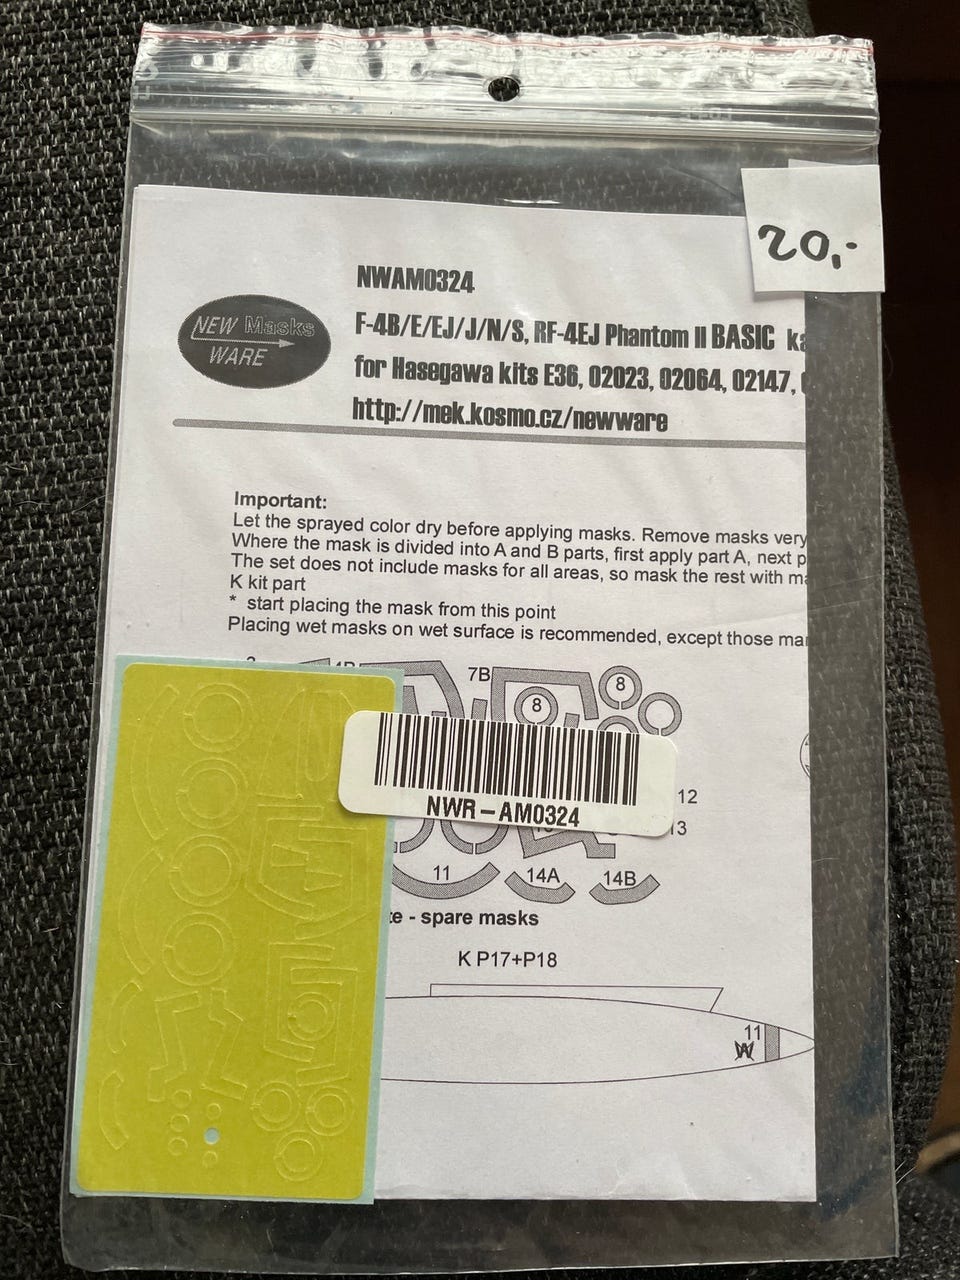 20,-
NWAM0324
NEW Masks
WARE
F-4B/E/EJ/J/N/S, RF-4EJ Phantom II BASIC
for Hasegawa kits E36, 02023, 02064, 02147,
http://mek.kosmo.cz/newware
Important:
Let the sprayed color dry before applying masks. Remove masks very
Where the mask is divided into A and B parts, first apply part A, next
The set does not include masks for all areas, so mask the rest with
K kit part
* start placing the mask from this point
Placing wet masks on wet surface is recommended, except those
7B
8
8
12
NWR-AM0324
13
11
14A
14B
- spare masks
K P17+P18
11
W